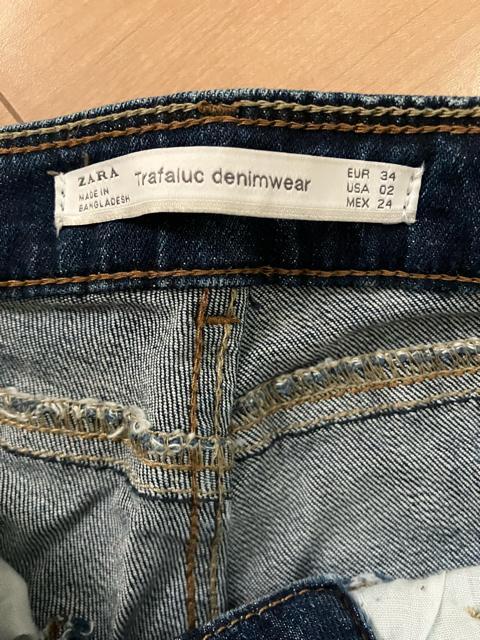 ZARA
MADE IN
BANGLADESH
Trafaluc denimwear
EUR 34
USA 02
MEX 24